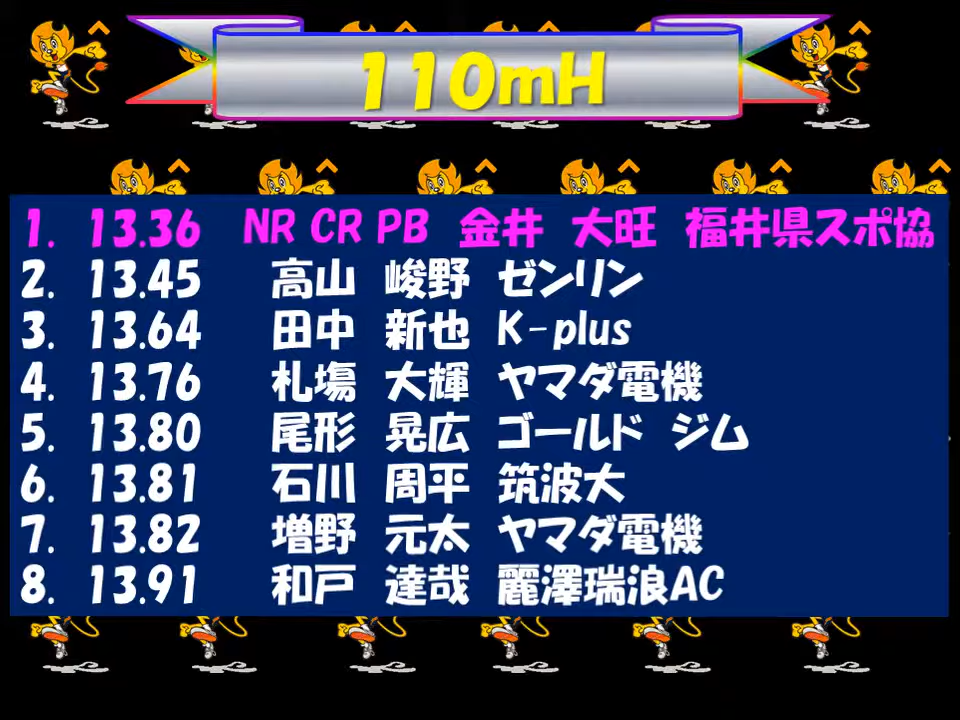 110mH
1. 13.36 NR CR PB 金井 大旺 福井県スポ協
2. 13.45 高山 峻野 ゼンリン
3. 13.64 田中 新也 K-plus
4. 13.76 札塲 大輝 ヤマダ電機
5. 13.80 尾形 晃広 ゴールド ジム
6. 13.81 石川 周平 筑波大
7. 13.82 増野 元太 ヤマダ電機
8. 13.91 和戸 達哉 麗澤瑞浪AC